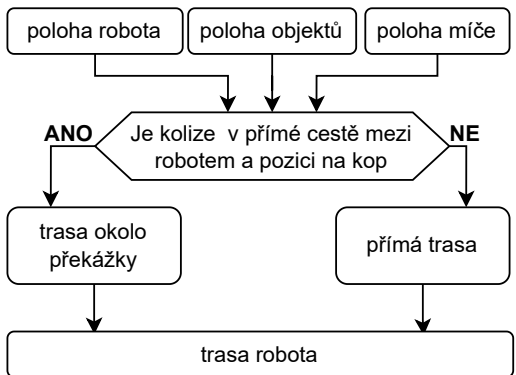 poloha robota
poloha objektů
poloha míče
ANO
Je kolize v přímé cestě mezi
robotem a pozici na kop
NE
trasa okolo
překážky
přímá trasa
trasa robota